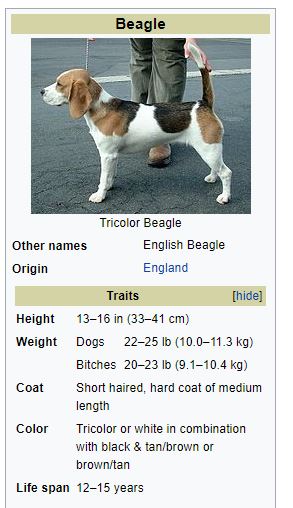 Beagle
Tricolor Beagle
Other names English Beagle
Origin England
Traits [hide]
Height 13–16 in (33–41 cm)
Weight Dogs 22–25 lb (10.0–11.3 kg)
Bitches 20–23 lb (9.1–10.4 kg)
Coat Short haired, hard coat of medium
length
Color Tricolor or white in combination
with black & tan/brown or
brown/tan
Life span 12–15 years